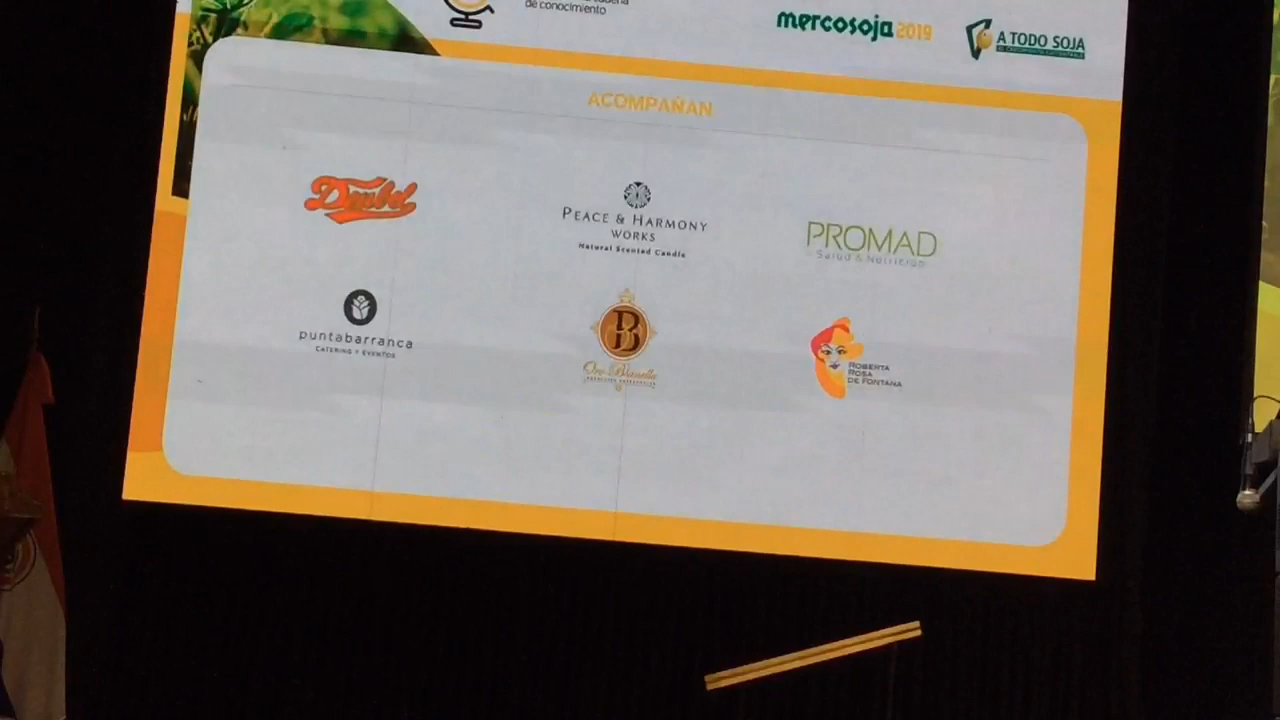 de conocimiento
mercosoja2019
A TODO SOJA
ACOMPAÑAN
Dambol
PEACE & HARMONY
WORKS
Natural Scented Candle
PROMAD
Salud & Nutrición
puntabarranca
CATERING Y EVENTOS
B
ROBERTA
ROSA
DE FONTANA